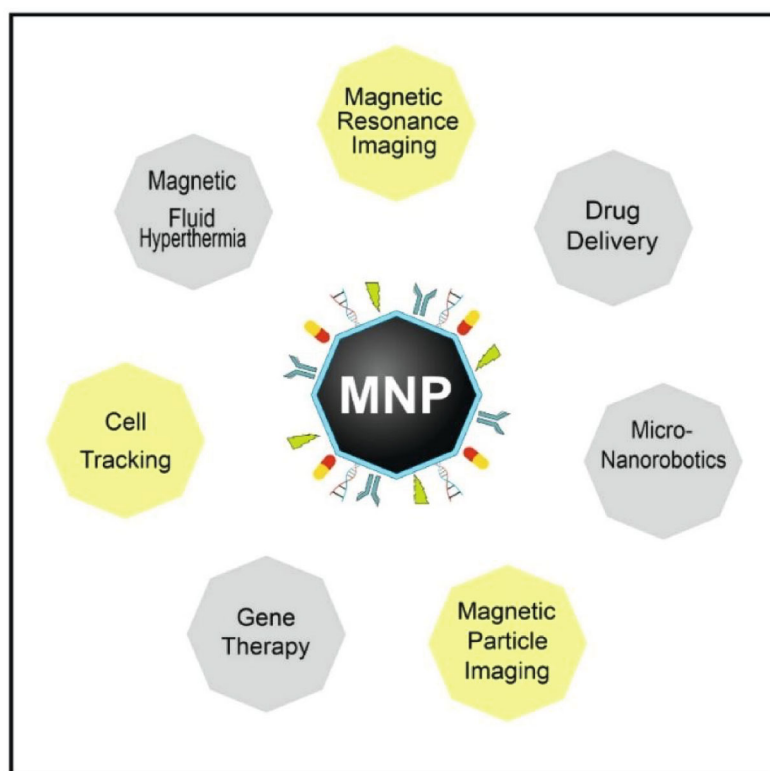 Magnetic
Resonance
Imaging
Magnetic
Fluid
Hyperthermia
Drug
Delivery
MNP
Cell
Tracking
Micro-
Nanorobotics
Gene
Therapy
Magnetic
Particle
Imaging